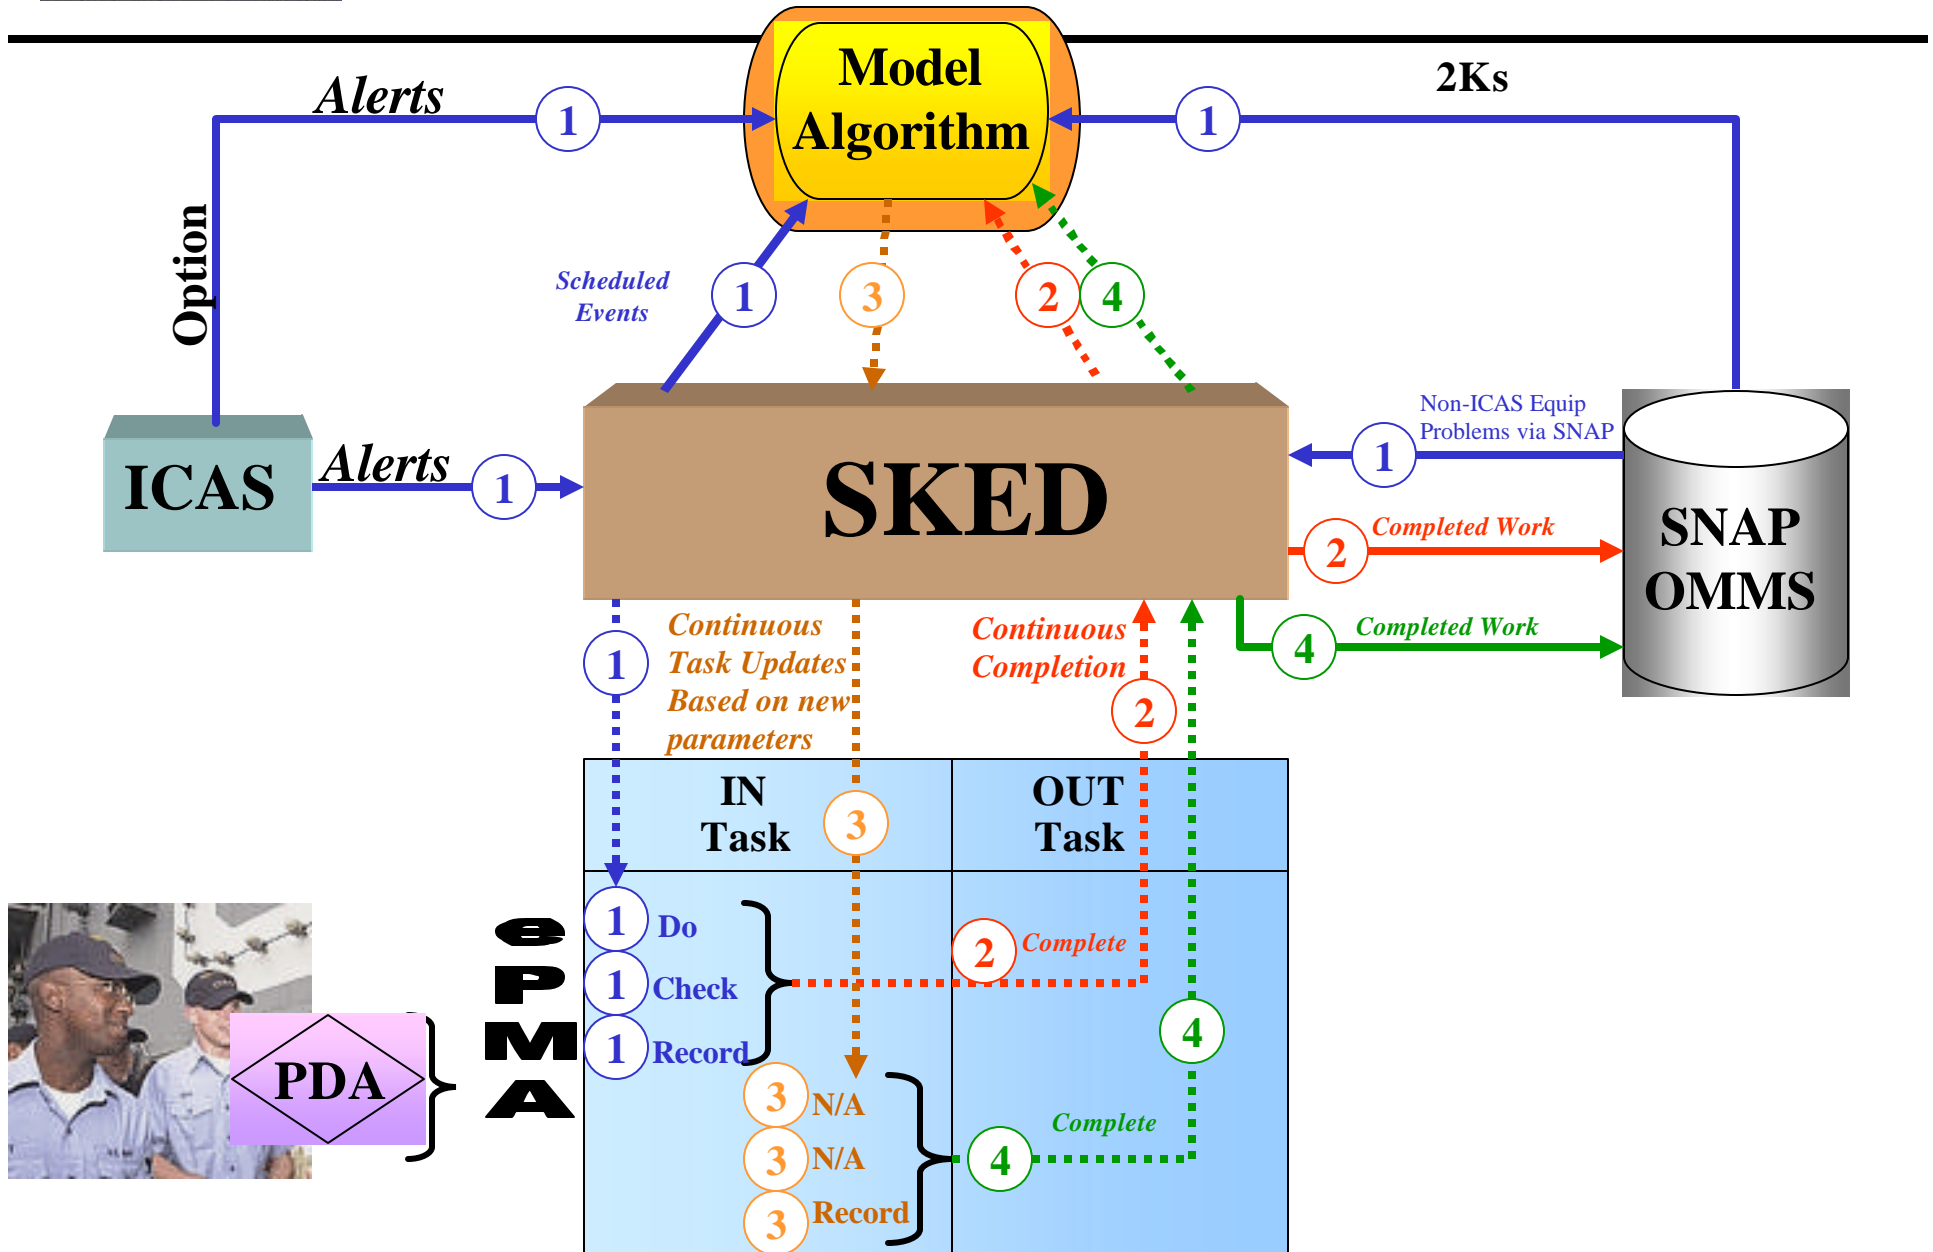 Model
Algorithm
Alerts
1
1
2Ks
Option
Scheduled
Events
1
3
2
4
ICAS
Alerts
1
SKED
Non-ICAS Equip
Problems via SNAP
1
Completed Work
2
SNAP
OMMS
Completed Work
4
1
Continuous
Task Updates
Based on new
parameters
Continuous
Completion
2
IN
Task
3
OUT
Task
e
P
M
A
1 Do
1 Check
1 Record
2 Complete
4
PDA
3 N/A
3 N/A
3 Record
4 Complete